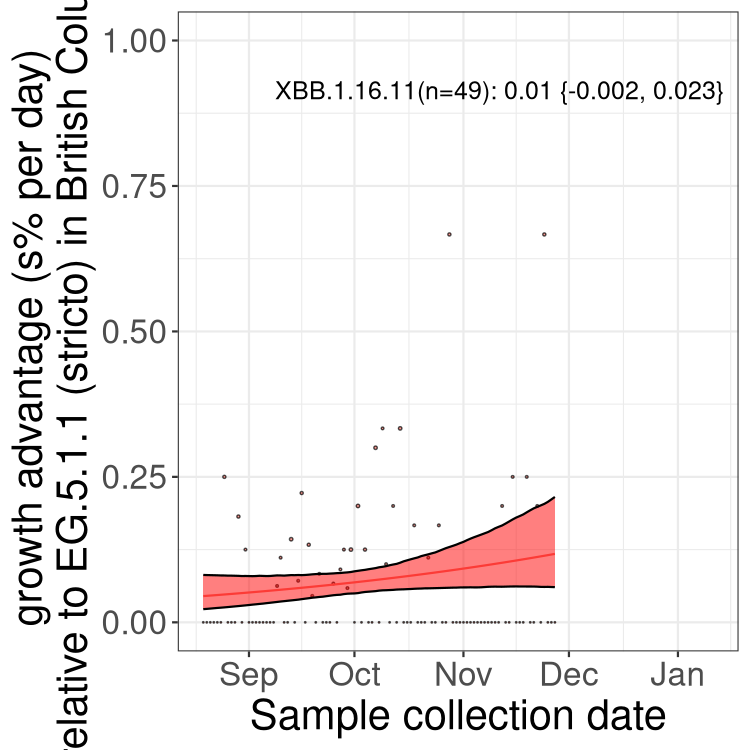 growth advantage (s% per day)
relative to EG.5.1.1 (stricto) in British Colu
1.00
0.75
0.50
0.25
0.00
XBB.1.16.11(n=49): 0.01 {-0.002, 0.023}
Sep Oct Nov Dec Jan
Sample collection date